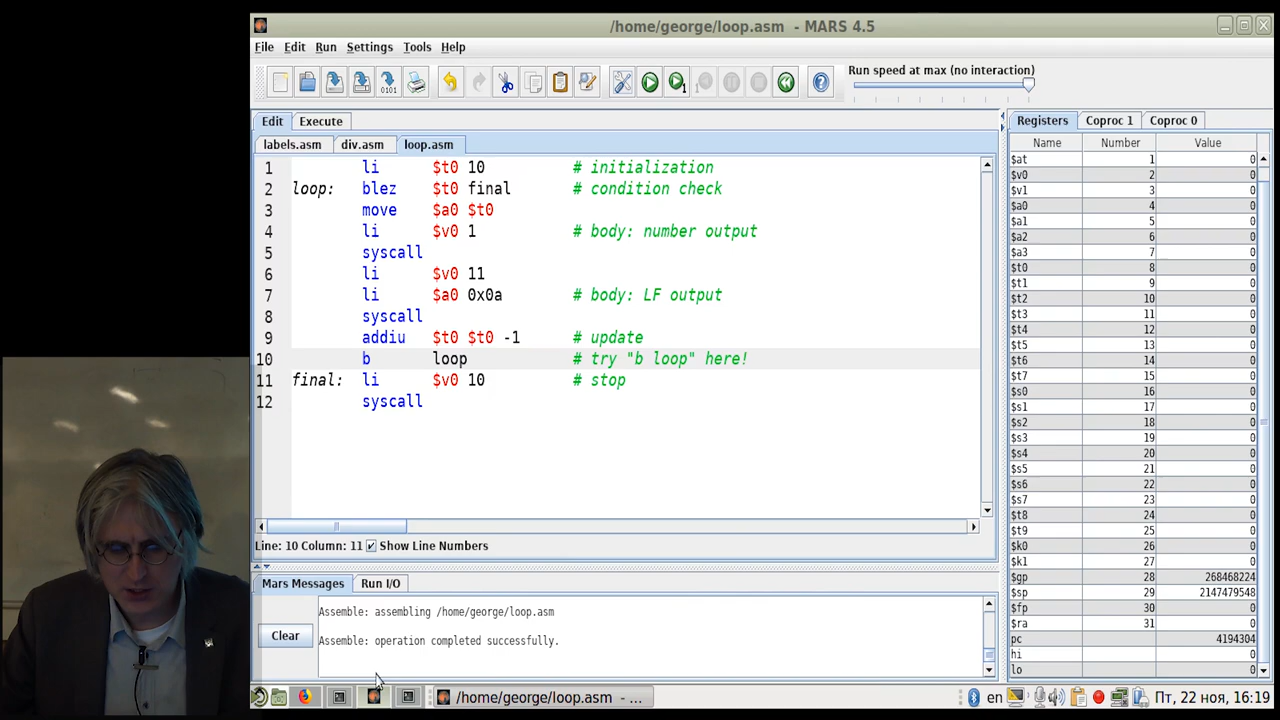 /home/george/loop.asm - MARS 4.5
File Edit Run Settings Tools Help
Run speed at max (no interaction)
Edit Execute
labels.asm div.asm loop.asm
1 li $t0 10 # initialization
2 loop: blez $t0 final # condition check
3 move $a0 $t0
4 li $v0 1 # body: number output
5 syscall
6 li $v0 11
7 li $a0 0x0a # body: LF output
8 syscall
9 addiu $t0 $t0 -1 # update
10 b loop # try "b loop" here!
11 final: li $v0 10 # stop
12 syscall
Line: 10 Column: 11 Show Line Numbers
Mars Messages Run I/O
Clear
Assemble: assembling /home/george/loop.asm
Assemble: operation completed successfully.
Registers Coproc 1 Coproc 0
Name Number Value
$at 1 0
$v0 2 0
$v1 3 0
$a0 4 0
$a1 5 0
$a2 6 0
$a3 7 0
$t0 8 0
$t1 9 0
$t2 10 0
$t3 11 0
$t4 12 0
$t5 13 0
$t6 14 0
$t7 15 0
$s0 16 0
$s1 17 0
$s2 18 0
$s3 19 0
$s4 20 0
$s5 21 0
$s6 22 0
$s7 23 0
$t8 24 0
$t9 25 0
$k0 26 0
$k1 27 0
$gp 28 268468224
$sp 29 2147479548
$fp 30 0
$ra 31 0
pc 4194304
hi 0
lo 0
/home/george/loop.asm - ...
en Пт, 22 ноя, 16:19